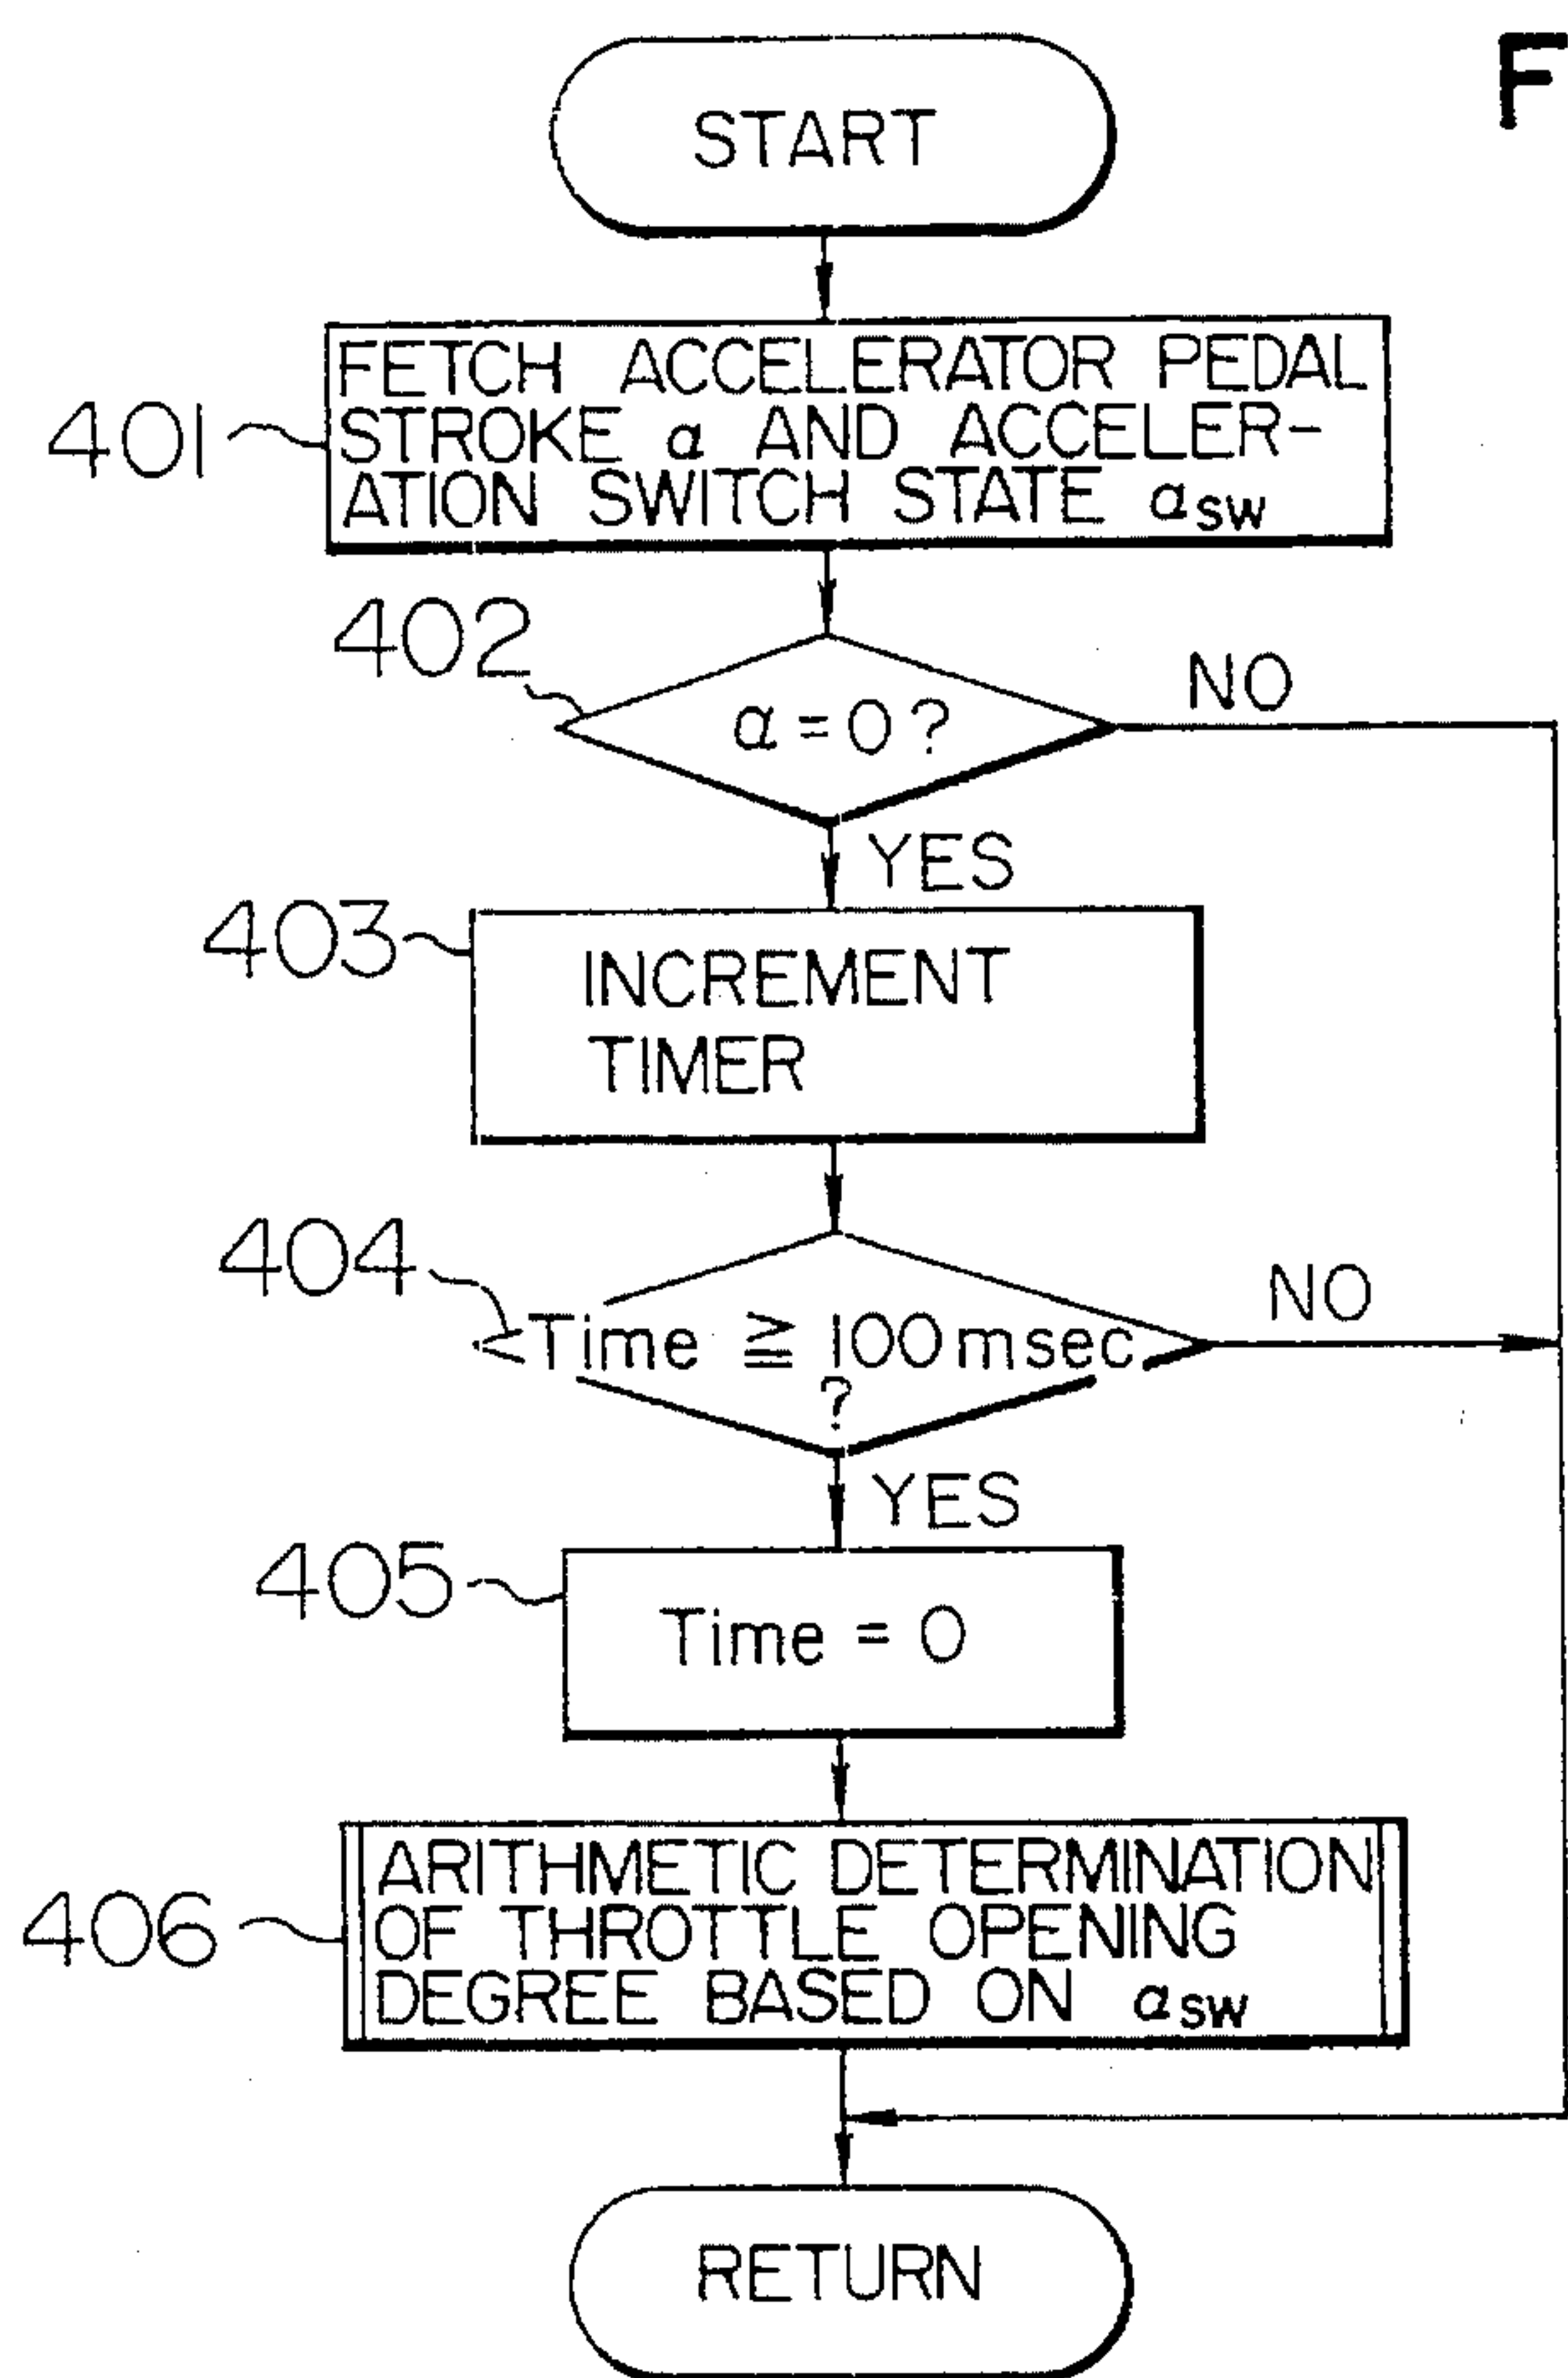 F
START
401
FETCH ACCELERATOR PEDAL
STROKE α AND ACCELER-
ATION SWITCH STATE αsw
402
α = 0 ?
NO
YES
403
INCREMENT
TIMER
404
Time ≧ 100 msec
?
NO
YES
405
Time = 0
406
ARITHMETIC DETERMINATION
OF THROTTLE OPENING
DEGREE BASED ON αsw
RETURN